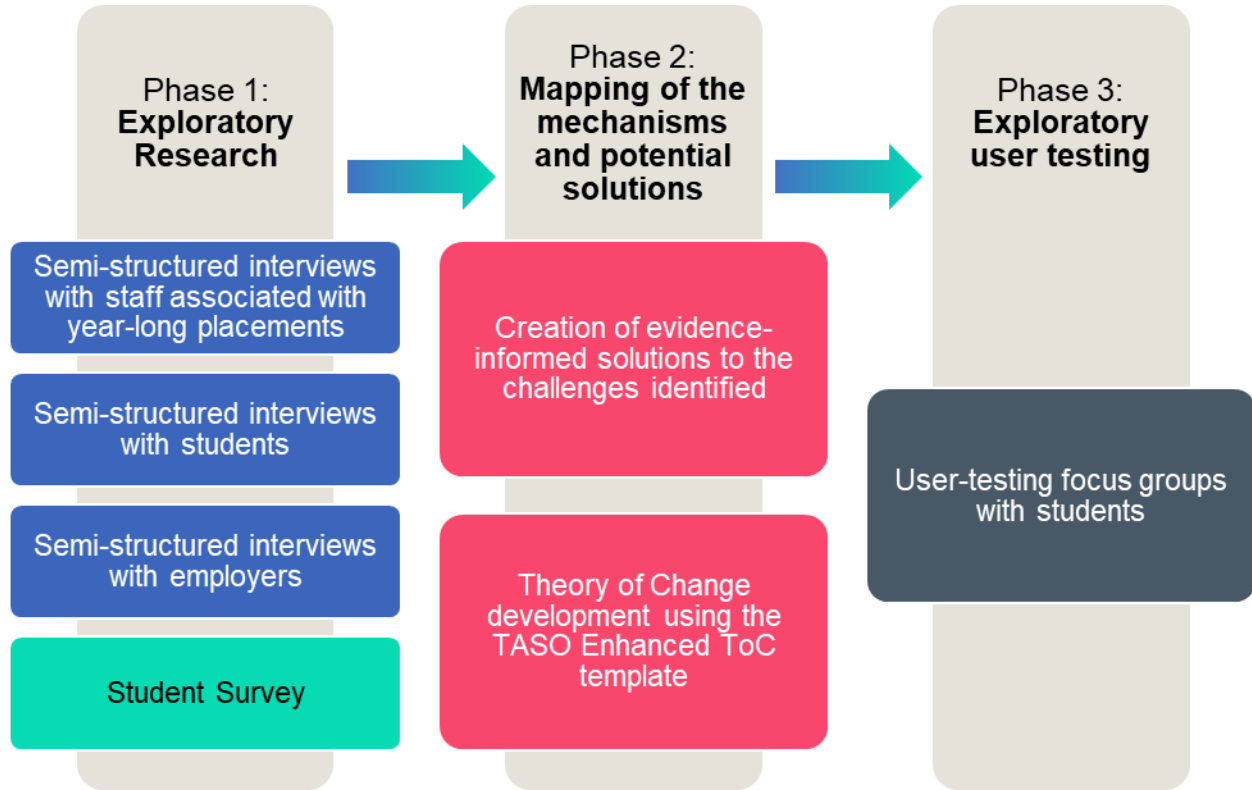 Phase 1:
Exploratory
Research
Semi-structured interviews
with staff associated with
year-long placements
Semi-structured interviews
with students
Semi-structured interviews
with employers
Student Survey
Phase 2:
Mapping of the
mechanisms
and potential
solutions
Creation of evidence-
informed solutions to the
challenges identified
Theory of Change
development using the
TASO Enhanced ToC
template
Phase 3:
Exploratory
user testing
User-testing focus groups
with students